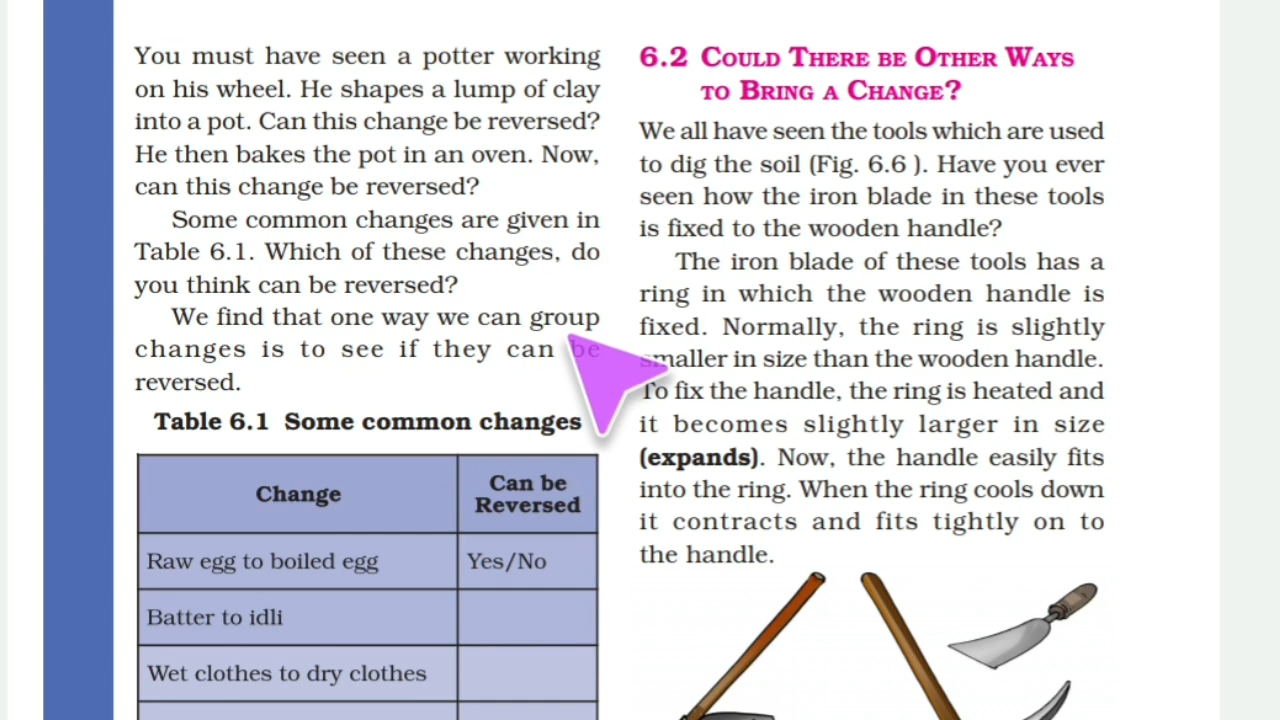 You must have seen a potter working
on his wheel. He shapes a lump of clay
into a pot. Can this change be reversed?
He then bakes the pot in an oven. Now,
can this change be reversed?
Some common changes are given in
Table 6.1. Which of these changes, do
you think can be reversed?
We find that one way we can group
changes is to see if they can be
reversed.
Table 6.1 Some common changes
Change
Can be
Reversed
Raw egg to boiled egg
Yes/No
Batter to idli
Wet clothes to dry clothes
6.2 COULD THERE BE OTHER WAYS
TO BRING A CHANGE?
We all have seen the tools which are used
to dig the soil (Fig. 6.6 ). Have you ever
seen how the iron blade in these tools
is fixed to the wooden handle?
The iron blade of these tools has a
ring in which the wooden handle is
fixed. Normally, the ring is slightly
smaller in size than the wooden handle.
To fix the handle, the ring is heated and
it becomes slightly larger in size
(expands). Now, the handle easily fits
into the ring. When the ring cools down
it contracts and fits tightly on to
the handle.